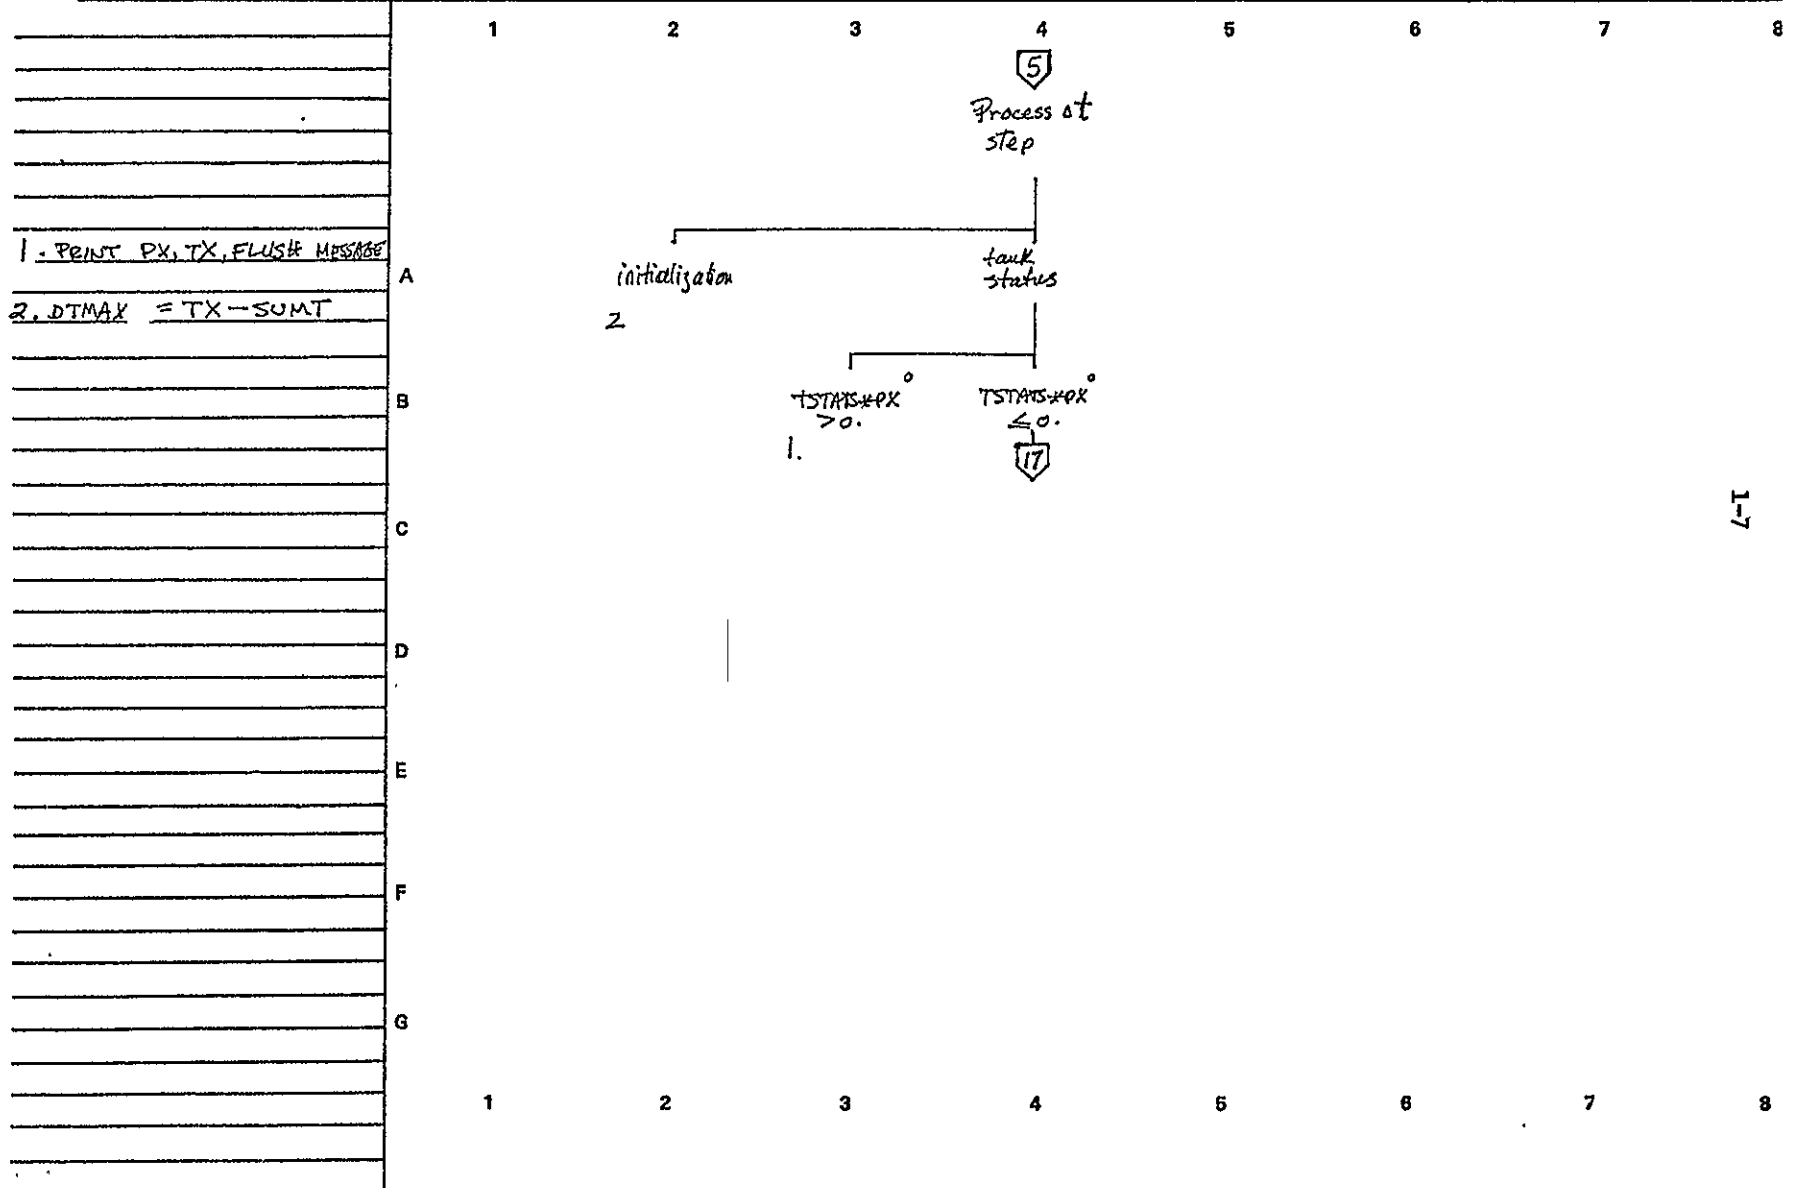 1 2 3 4 5 6 7 8
5
Process Δt
step
1. PRINT PX, TX, FLUSH MESSAGE
A
initialization
tank
status
2. DTMAX = TX-SUMT
2
B
tSTATS*PX°
>0.
TSTATS*PX°
≤0.
1.
17
1-7
C
D
E
F
G
1 2 3 4 5 6 7 8